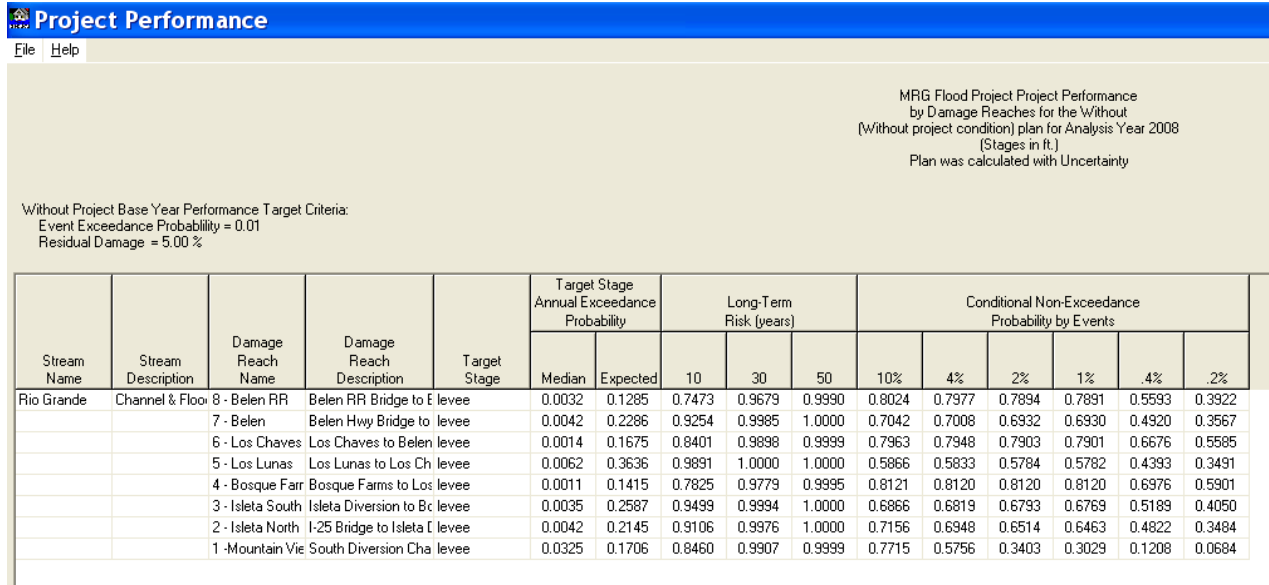 Project Performance
File Help
MRG Flood Project Project Performance
by Damage Reaches for the Without
(Without project condition) plan for Analysis Year 2008
(Stages in ft.)
Plan was calculated with Uncertainty
Without Project Base Year Performance Target Criteria:
Event Exceedance Probablility = 0.01
Residual Damage = 5.00 %
Target Stage
Annual Exceedance
Probability
Long-Term
Risk (years)
Conditional Non-Exceedance
Probability by Events
Stream
Name
Stream
Description
Damage
Reach
Name
Damage
Reach
Description
Target
Stage
Median Expected 10 30 50 10% 4% 2% 1% .4% .2%
Rio Grande Channel & Floo 8 - Belen RR Belen RR Bridge to E levee 0.0032 0.1285 0.7473 0.9679 0.9990 0.8024 0.7977 0.7894 0.7891 0.5593 0.3922
7 - Belen Belen Hwy Bridge to levee 0.0042 0.2286 0.9254 0.9985 1.0000 0.7042 0.7008 0.6932 0.6930 0.4920 0.3567
6 - Los Chaves Los Chaves to Belen levee 0.0014 0.1675 0.8401 0.9898 0.9999 0.7963 0.7948 0.7903 0.7901 0.6676 0.5585
5 - Los Lunas Los Lunas to Los Ch levee 0.0062 0.3636 0.9891 1.0000 1.0000 0.5866 0.5833 0.5784 0.5782 0.4393 0.3491
4 - Bosque Farr Bosque Farms to Los levee 0.0011 0.1415 0.7825 0.9779 0.9995 0.8121 0.8120 0.8120 0.8120 0.6976 0.5901
3 - Isleta South Isleta Diversion to Bc levee 0.0035 0.2587 0.9499 0.9994 1.0000 0.6866 0.6819 0.6793 0.6769 0.5189 0.4050
2 - Isleta North I-25 Bridge to Isleta [ levee 0.0042 0.2145 0.9106 0.9976 1.0000 0.7156 0.6948 0.6514 0.6463 0.4822 0.3484
1 -Mountain Vie South Diversion Cha levee 0.0325 0.1706 0.8460 0.9907 0.9999 0.7715 0.5756 0.3403 0.3029 0.1208 0.0684